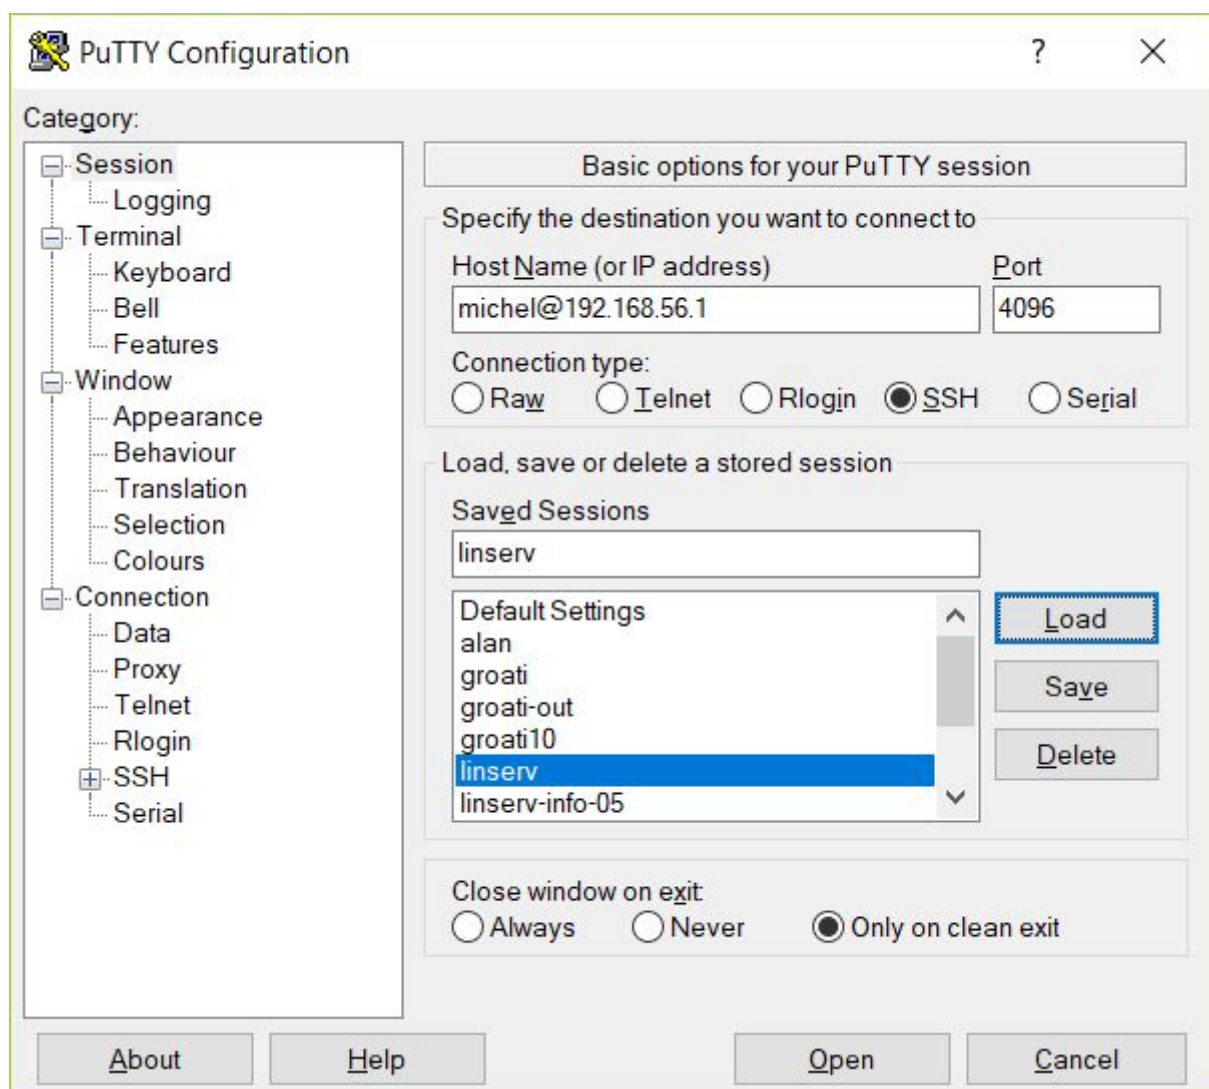 PuTTY Configuration
?
Category:
Session
Logging
Terminal
Keyboard
Bell
Features
Window
Appearance
Behaviour
Translation
Selection
Colours
Connection
Data
Proxy
Telnet
Rlogin
SSH
Serial
Basic options for your PuTTY session
Specify the destination you want to connect to
Host Name (or IP address) Port
michel@192.168.56.1 4096
Connection type:
Raw Telnet Rlogin SSH Serial
Load, save or delete a stored session
Saved Sessions
linserv
Default Settings
alan
groati
groati-out
groati10
linserv
linserv-info-05
Load
Save
Delete
Close window on exit:
Always Never Only on clean exit
About Help Open Cancel